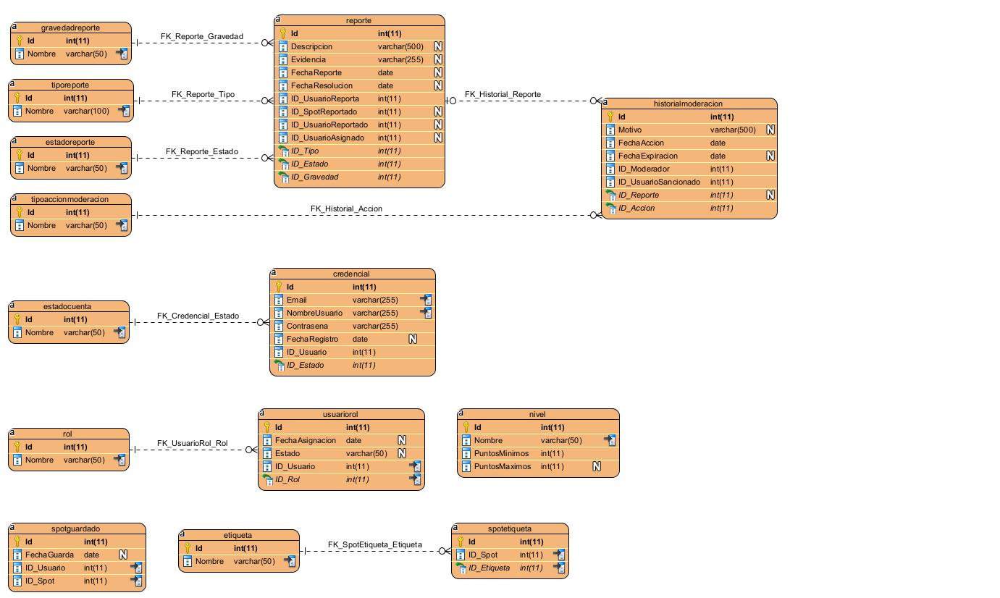 a
gravedadreporte
Id int(11)
Nombre varchar(50)
FK_Reporte_Gravedad
a
reporte
Id int(11)
Descripcion varchar(500) N
Evidencia varchar(255) N
FechaReporte date N
FechaResolucion date N
ID_UsuarioReporta int(11)
ID_SpotReportado int(11) N
ID_UsuarioReportado int(11) N
ID_UsuarioAsignado int(11) N
ID_Tipo int(11)
ID_Estado int(11)
ID_Gravedad int(11)
a
tiporeporte
Id int(11)
Nombre varchar(100)
FK_Reporte_Tipo
FK_Historial_Reporte
a
historialmoderacion
Id int(11)
Motivo varchar(500) N
FechaAccion date
FechaExpiracion date N
ID_Moderador int(11)
ID_UsuarioSancionado int(11)
ID_Reporte int(11) N
ID_Accion int(11)
a
estadoreporte
Id int(11)
Nombre varchar(50)
FK_Reporte_Estado
a
tipoaccionmoderacion
Id int(11)
Nombre varchar(50)
FK_Historial_Accion
a
estadocuenta
Id int(11)
Nombre varchar(50)
FK_Credencial_Estado
a
credencial
Id int(11)
Email varchar(255)
NombreUsuario varchar(255)
Contrasena varchar(255)
FechaRegistro date N
ID_Usuario int(11)
ID_Estado int(11)
a
rol
Id int(11)
Nombre varchar(50)
FK_UsuarioRol_Rol
a
usuariorol
Id int(11)
FechaAsignacion date N
Estado varchar(50) N
ID_Usuario int(11)
ID_Rol int(11)
a
nivel
Id int(11)
Nombre varchar(50)
PuntosMinimos int(11)
PuntosMaximos int(11) N
a
spotguardado
Id int(11)
FechaGuarda date N
ID_Usuario int(11)
ID_Spot int(11)
a
etiqueta
Id int(11)
Nombre varchar(50)
FK_SpotEtiqueta_Etiqueta
a
spotetiqueta
Id int(11)
ID_Spot int(11)
ID_Etiqueta int(11)